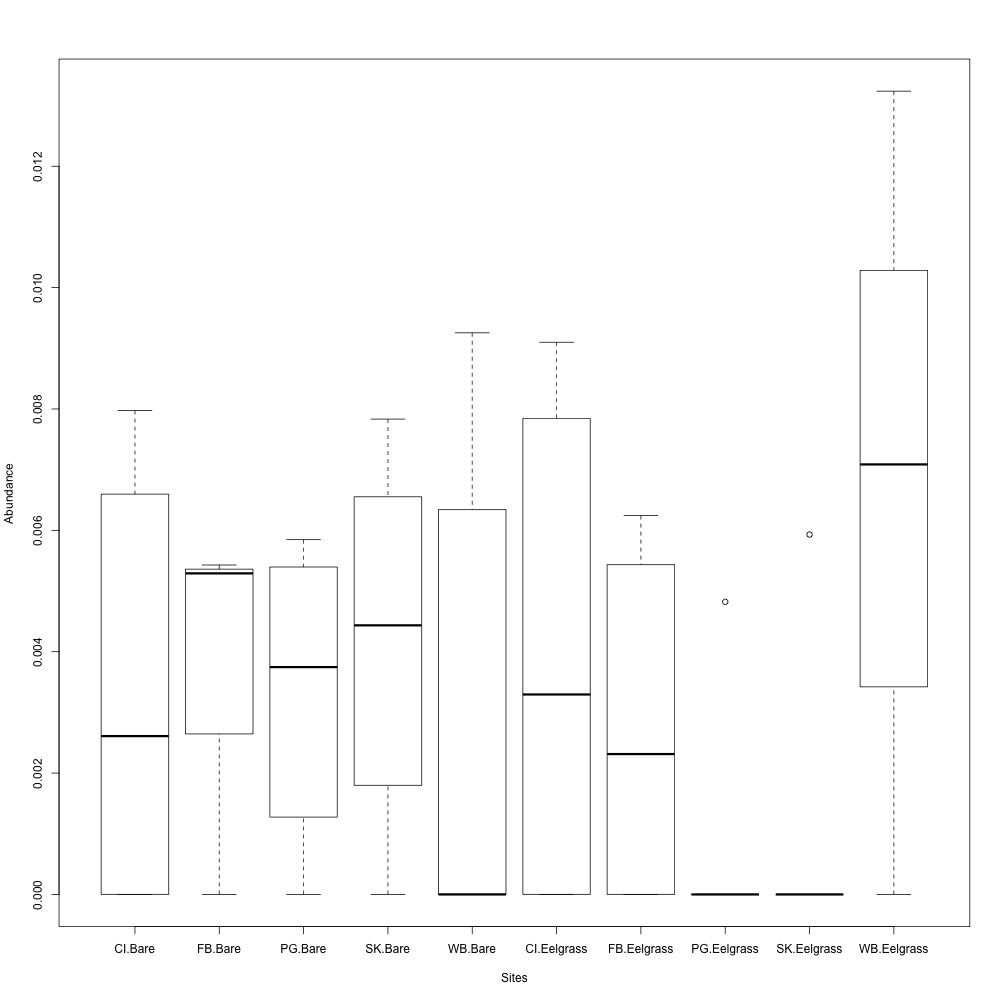 Abundance
0.012
0.010
0.008
0.006
0.004
0.002
0.000
CI.Bare FB.Bare PG.Bare SK.Bare WB.Bare CI.Eelgrass FB.Eelgrass PG.Eelgrass SK.Eelgrass WB.Eelgrass
Sites